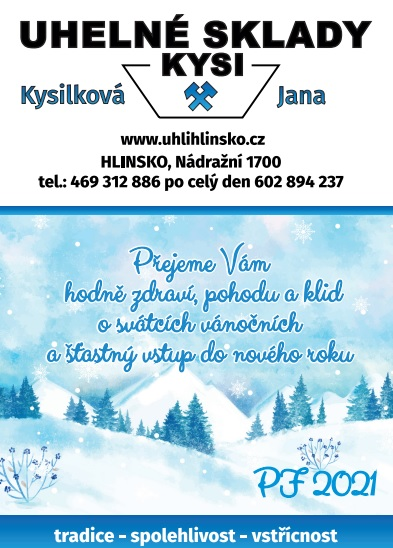 UHELNÉ SKLADY
KYSI
Kysilková Jana
www.uhlihlinsko.cz
HLINSKO, Nádražní 1700
tel.: 469 312 886 po celý den 602 894 237
Přejeme Vám
hodně zdraví, pohodu a klid
o svátcích vánočních
a šťastný vstup do nového roku
PF 2021
tradice - spolehlivost - vstřícnost